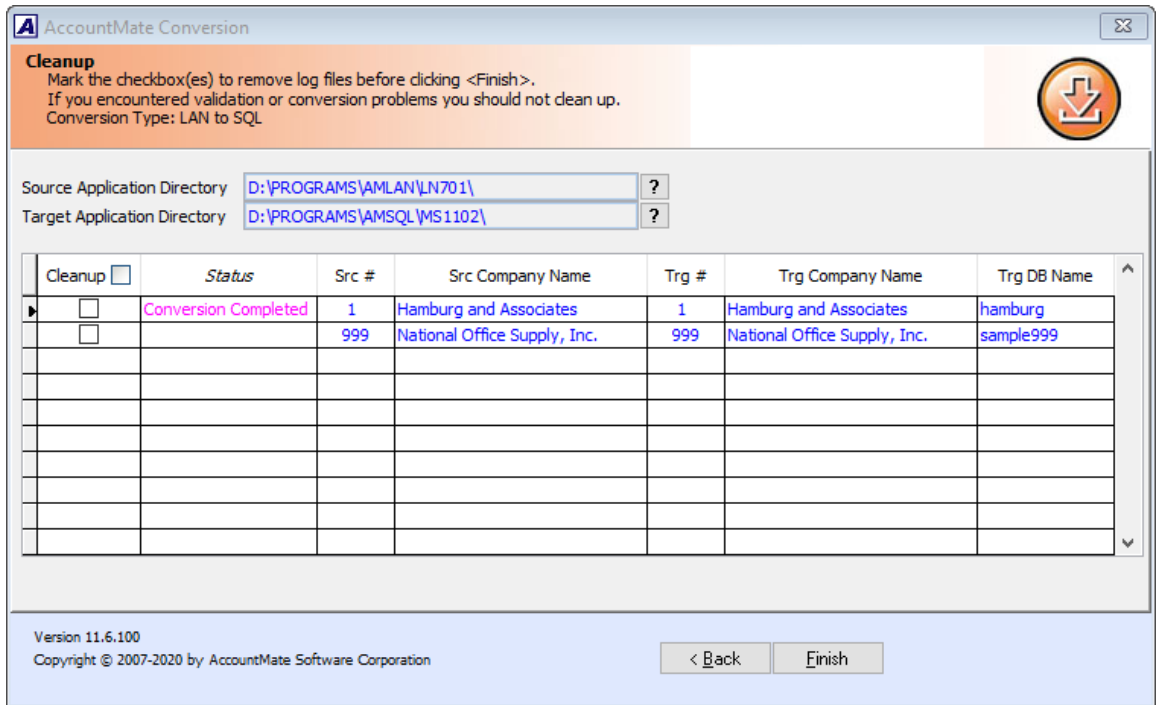 AccountMate Conversion
Cleanup
Mark the checkbox(es) to remove log files before clicking <Finish>.
If you encountered validation or conversion problems you should not clean up.
Conversion Type: LAN to SQL
Source Application Directory D:\PROGRAMS\AMLAN\LN701\ ?
Target Application Directory D:\PROGRAMS\AMSQL\MS1102\ ?
Cleanup Status Src # Src Company Name Trg # Trg Company Name Trg DB Name
Conversion Completed 1 Hamburg and Associates 1 Hamburg and Associates hamburg
999 National Office Supply, Inc. 999 National Office Supply, Inc. sample999
Version 11.6.100
Copyright © 2007-2020 by AccountMate Software Corporation
< Back Finish